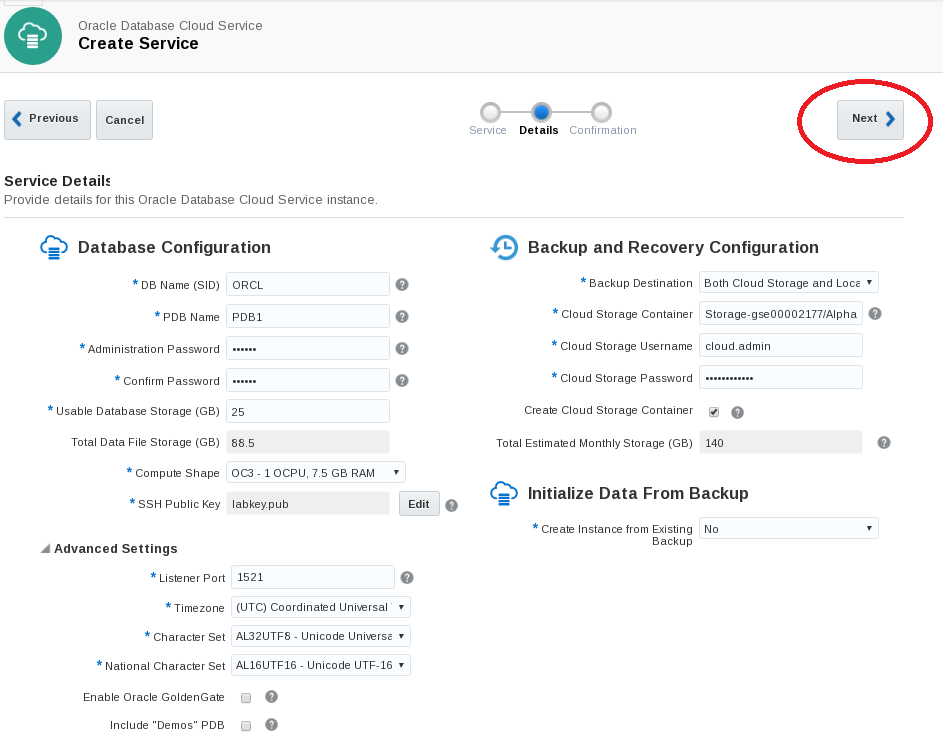 Oracle Database Cloud Service
Create Service
Previous
Cancel
Service Details Confirmation
Next
Service Details
Provide details for this Oracle Database Cloud Service instance.
Database Configuration
* DB Name (SID) ORCL ?
* PDB Name PDB1 ?
* Administration Password •••••• ?
* Confirm Password •••••• ?
* Usable Database Storage (GB) 25
Total Data File Storage (GB) 88.5
* Compute Shape OC3 - 1 OCPU, 7.5 GB RAM
* SSH Public Key labkey.pub Edit ?
Advanced Settings
* Listener Port 1521 ?
* Timezone (UTC) Coordinated Universal
* Character Set AL32UTF8 - Unicode Universa
* National Character Set AL16UTF16 - Unicode UTF-16
Enable Oracle GoldenGate ?
Include "Demos" PDB ?
Backup and Recovery Configuration
* Backup Destination Both Cloud Storage and Loca
* Cloud Storage Container Storage-gse00002177/Alpha ?
* Cloud Storage Username cloud.admin
* Cloud Storage Password ••••••••••••
Create Cloud Storage Container ?
Total Estimated Monthly Storage (GB) 140 ?
Initialize Data From Backup
* Create Instance from Existing
Backup
No